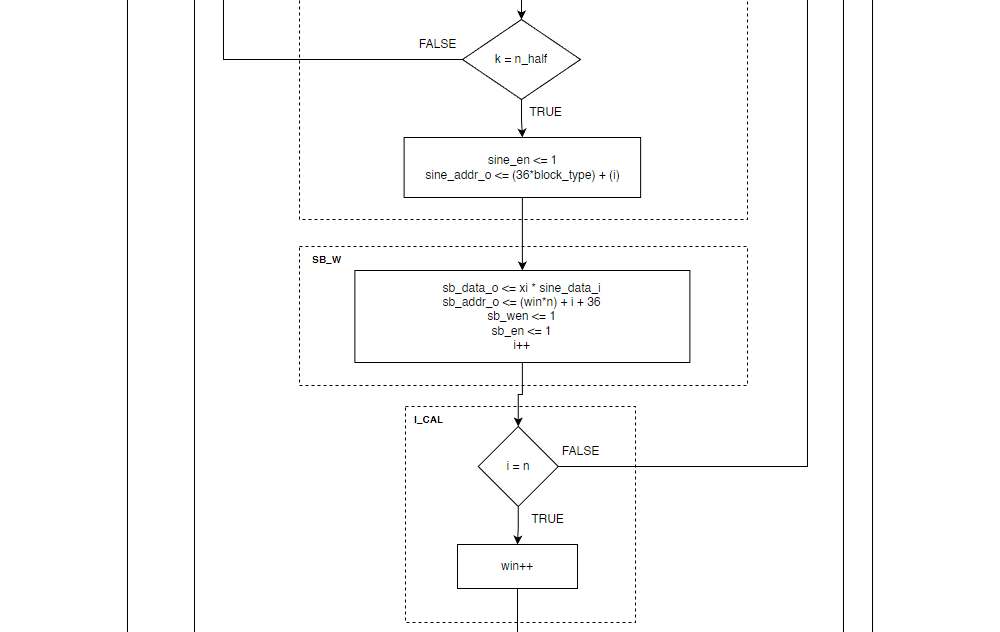 FALSE
k = n_half
TRUE
sine_en <= 1
sine_addr_o <= (36*block_type) + (i)
SB_W
sb_data_o <= xi * sine_data_i
sb_addr_o <= (win*n) + i + 36
sb_wen <= 1
sb_en <= 1
i++
I_CAL
FALSE
i = n
TRUE
win++